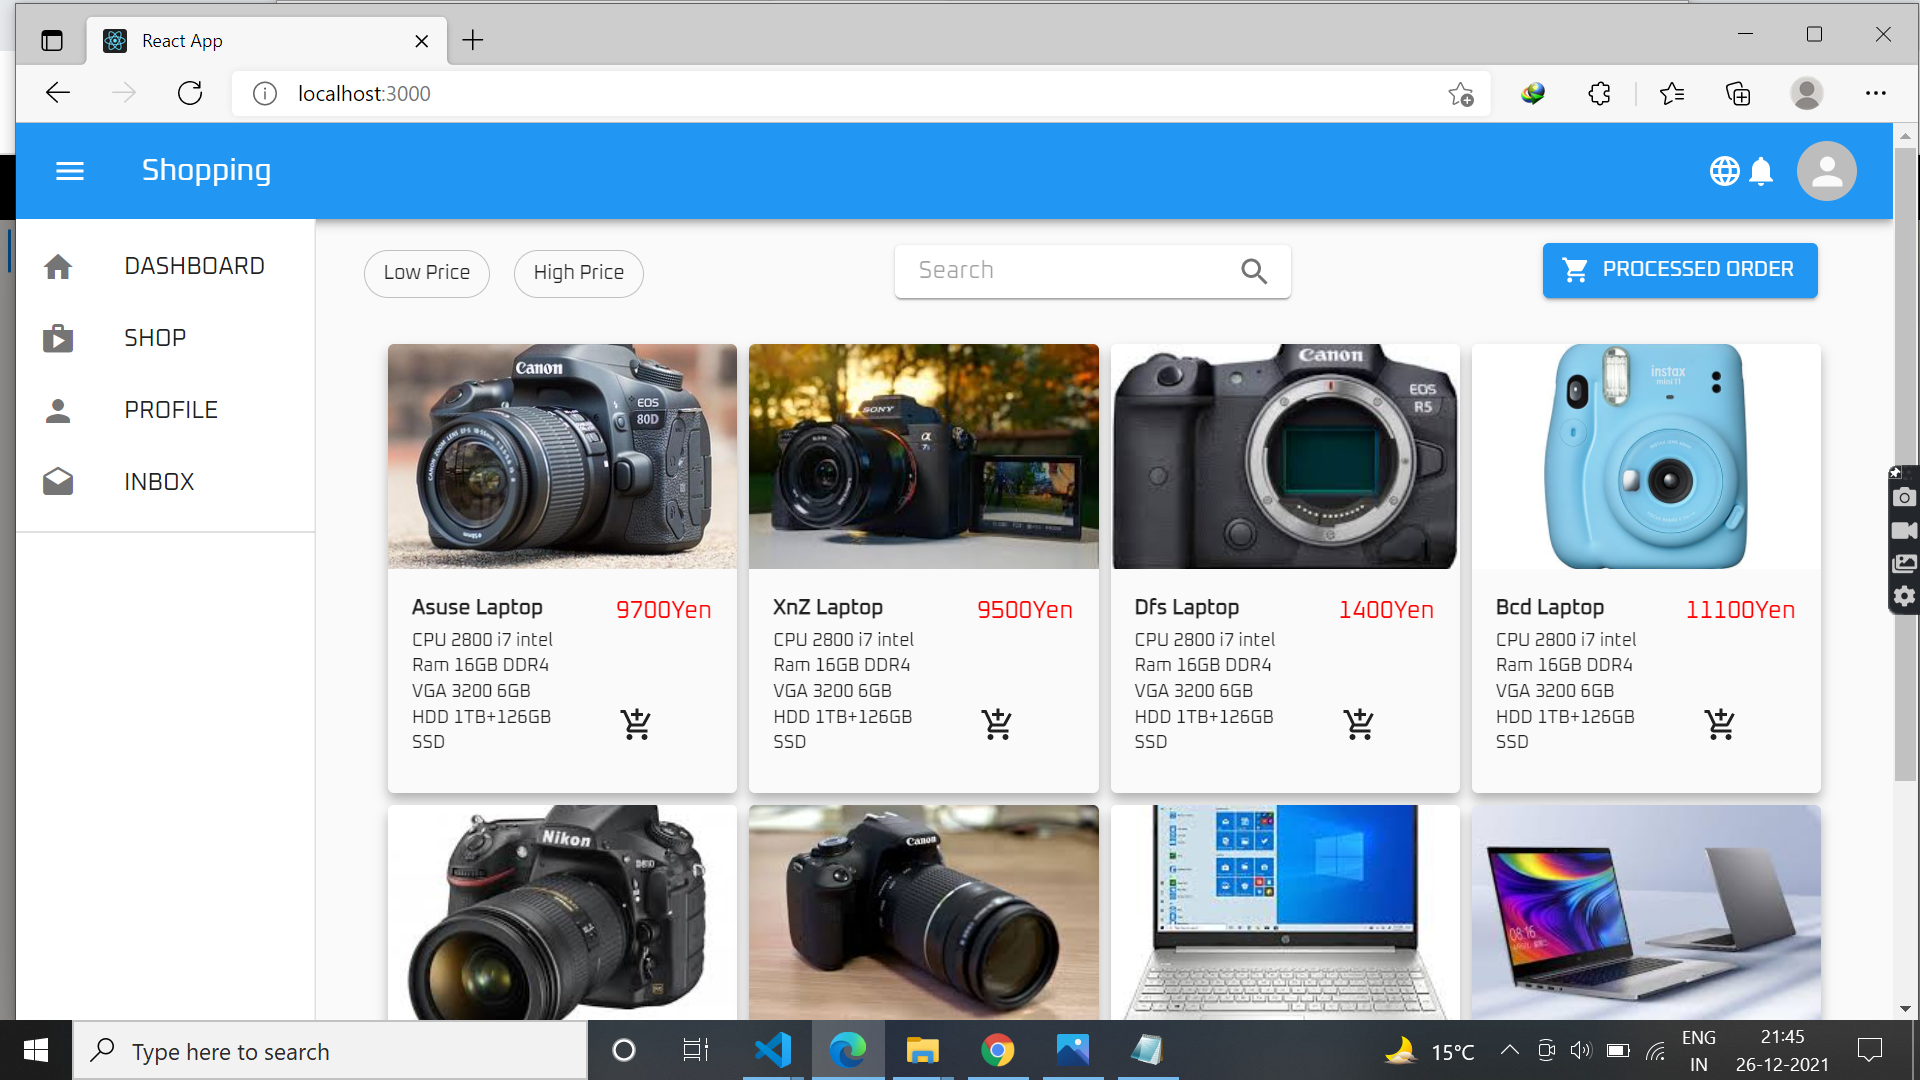 React App
localhost:3000
Shopping
DASHBOARD
SHOP
PROFILE
INBOX
Low Price
High Price
Search
PROCESSED ORDER
Canon
EOS
80D
SONY
Canon
EOS
R5
instax
mini 11
Asuse Laptop
9700Yen
CPU 2800 i7 intel
Ram 16GB DDR4
VGA 3200 6GB
HDD 1TB+126GB
SSD
XnZ Laptop
9500Yen
CPU 2800 i7 intel
Ram 16GB DDR4
VGA 3200 6GB
HDD 1TB+126GB
SSD
Dfs Laptop
1400Yen
CPU 2800 i7 intel
Ram 16GB DDR4
VGA 3200 6GB
HDD 1TB+126GB
SSD
Bcd Laptop
11100Yen
CPU 2800 i7 intel
Ram 16GB DDR4
VGA 3200 6GB
HDD 1TB+126GB
SSD
Nikon
Canon
08:16
Type here to search
15°C
ENG
IN
21:45
26-12-2021